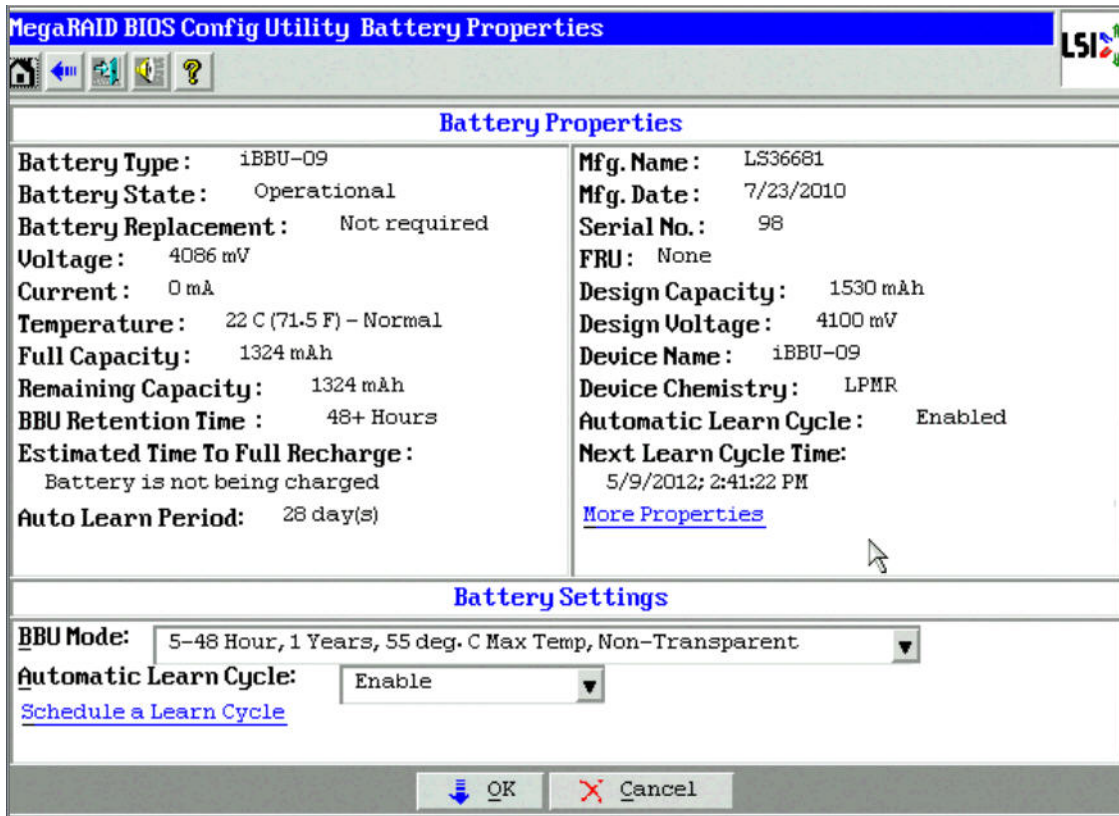 MegaRAID BIOS Config Utility Battery Properties
LSI
?
Battery Properties
Battery Type: iBBU-09
Battery State: Operational
Battery Replacement: Not required
Voltage: 4086 mV
Current: 0 mA
Temperature: 22 C (71.5 F) - Normal
Full Capacity: 1324 mAh
Remaining Capacity: 1324 mAh
BBU Retention Time : 48+ Hours
Estimated Time To Full Recharge:
Battery is not being charged
Auto Learn Period: 28 day(s)
Mfg. Name: LS36681
Mfg. Date: 7/23/2010
Serial No.: 98
FRU: None
Design Capacity: 1530 mAh
Design Voltage: 4100 mV
Device Name: iBBU-09
Device Chemistry: LPMR
Automatic Learn Cycle: Enabled
Next Learn Cycle Time:
5/9/2012; 2:41:22 PM
More Properties
Battery Settings
BBU Mode: 5-48 Hour, 1 Years, 55 deg. C Max Temp, Non-Transparent
Automatic Learn Cycle: Enable
Schedule a Learn Cycle
OK Cancel